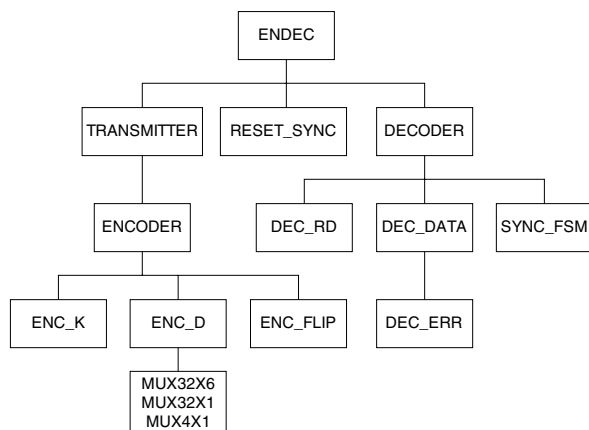 ENDEC
TRANSMITTER
RESET_SYNC
DECODER
ENCODER
DEC_RD
DEC_DATA
SYNC_FSM
ENC_K
ENC_D
ENC_FLIP
DEC_ERR
MUX32X6
MUX32X1
MUX4X1